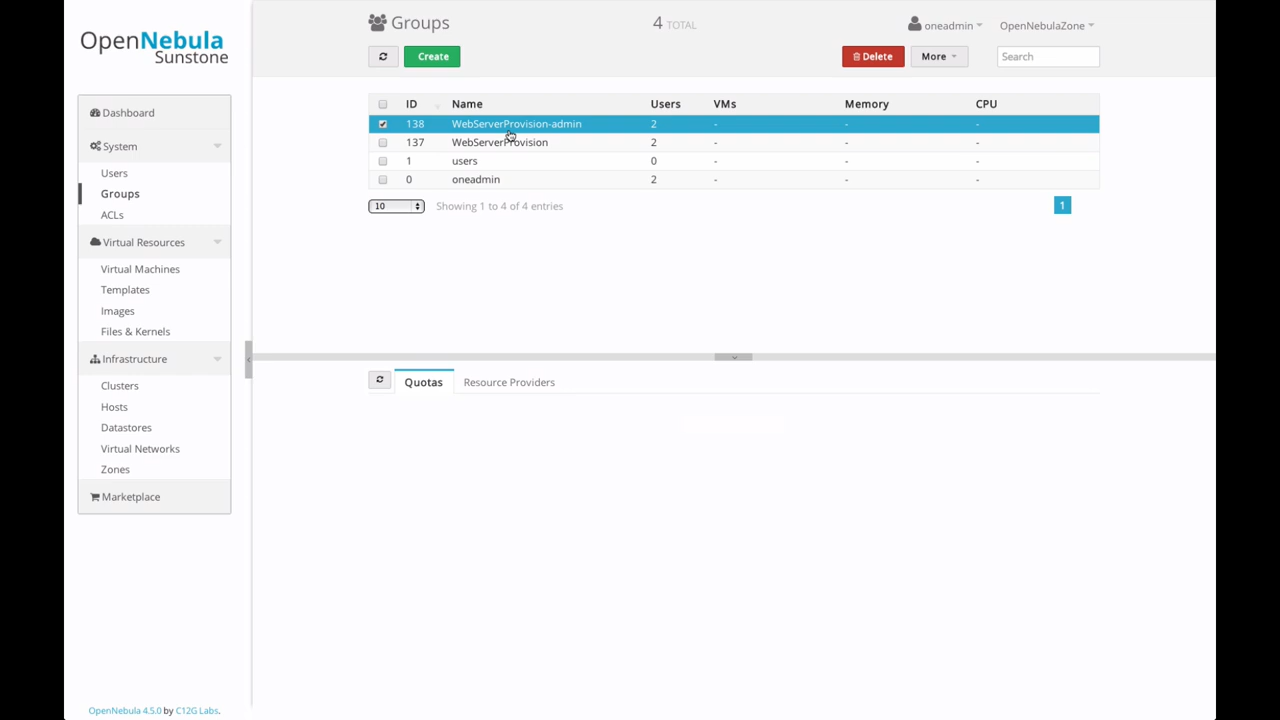 OpenNebula
Sunstone
Groups
4 TOTAL
oneadmin
OpenNebulaZone
Create
Delete
More
Search
Dashboard
System
Users
Groups
ACLs
Virtual Resources
Virtual Machines
Templates
Images
Files & Kernels
Infrastructure
Clusters
Hosts
Datastores
Virtual Networks
Zones
Marketplace
ID Name Users VMs Memory CPU
138 WebServerProvision-admin 2 - - -
137 WebServerProvision 2 - - -
1 users 0 - - -
0 oneadmin 2 - - -
10 Showing 1 to 4 of 4 entries 1
Quotas Resource Providers
OpenNebula 4.5.0 by C12G Labs.